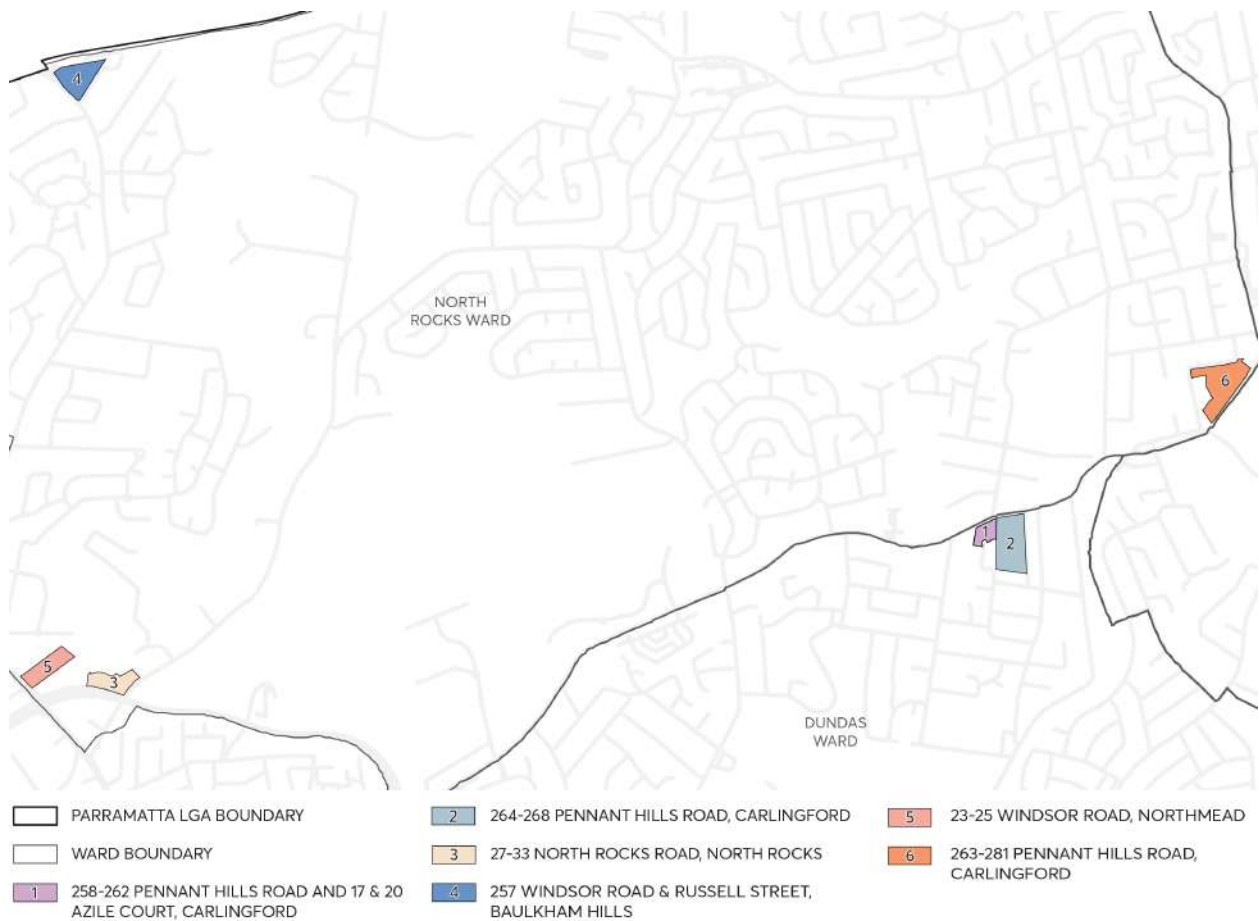 4
NORTH
ROCKS WARD
6
1
2
5
3
DUNDAS
WARD
PARRAMATTA LGA BOUNDARY
WARD BOUNDARY
1 258-262 PENNANT HILLS ROAD AND 17 & 20
AZILE COURT, CARLINGFORD
2 264-268 PENNANT HILLS ROAD, CARLINGFORD
3 27-33 NORTH ROCKS ROAD, NORTH ROCKS
4 257 WINDSOR ROAD & RUSSELL STREET,
BAULKHAM HILLS
5 23-25 WINDSOR ROAD, NORTHMEAD
6 263-281 PENNANT HILLS ROAD,
CARLINGFORD